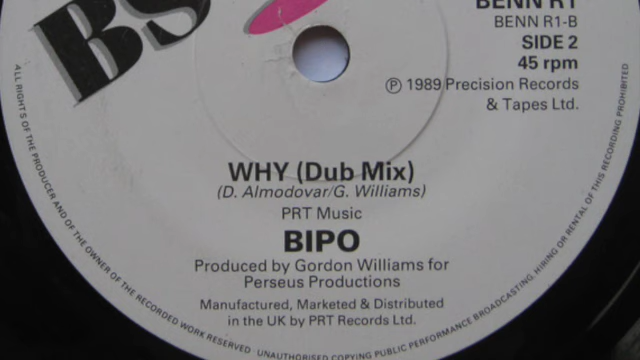 BS
BENN R1
BENN R1-B
SIDE 2
45 rpm
Ⓟ 1989 Precision Records
& Tapes Ltd.
WHY (Dub Mix)
(D. Almodovar/G. Williams)
PRT Music
BIPO
Produced by Gordon Williams for
Perseus Productions
Manufactured, Marketed & Distributed
in the UK by PRT Records Ltd.
ALL RIGHTS OF THE PRODUCER AND OF THE OWNER OF THE RECORDED WORK RESERVED · UNAUTHORISED COPYING PUBLIC PERFORMANCE BROADCASTING, HIRING OR RENTAL OF THIS RECORDING PROHIBITED